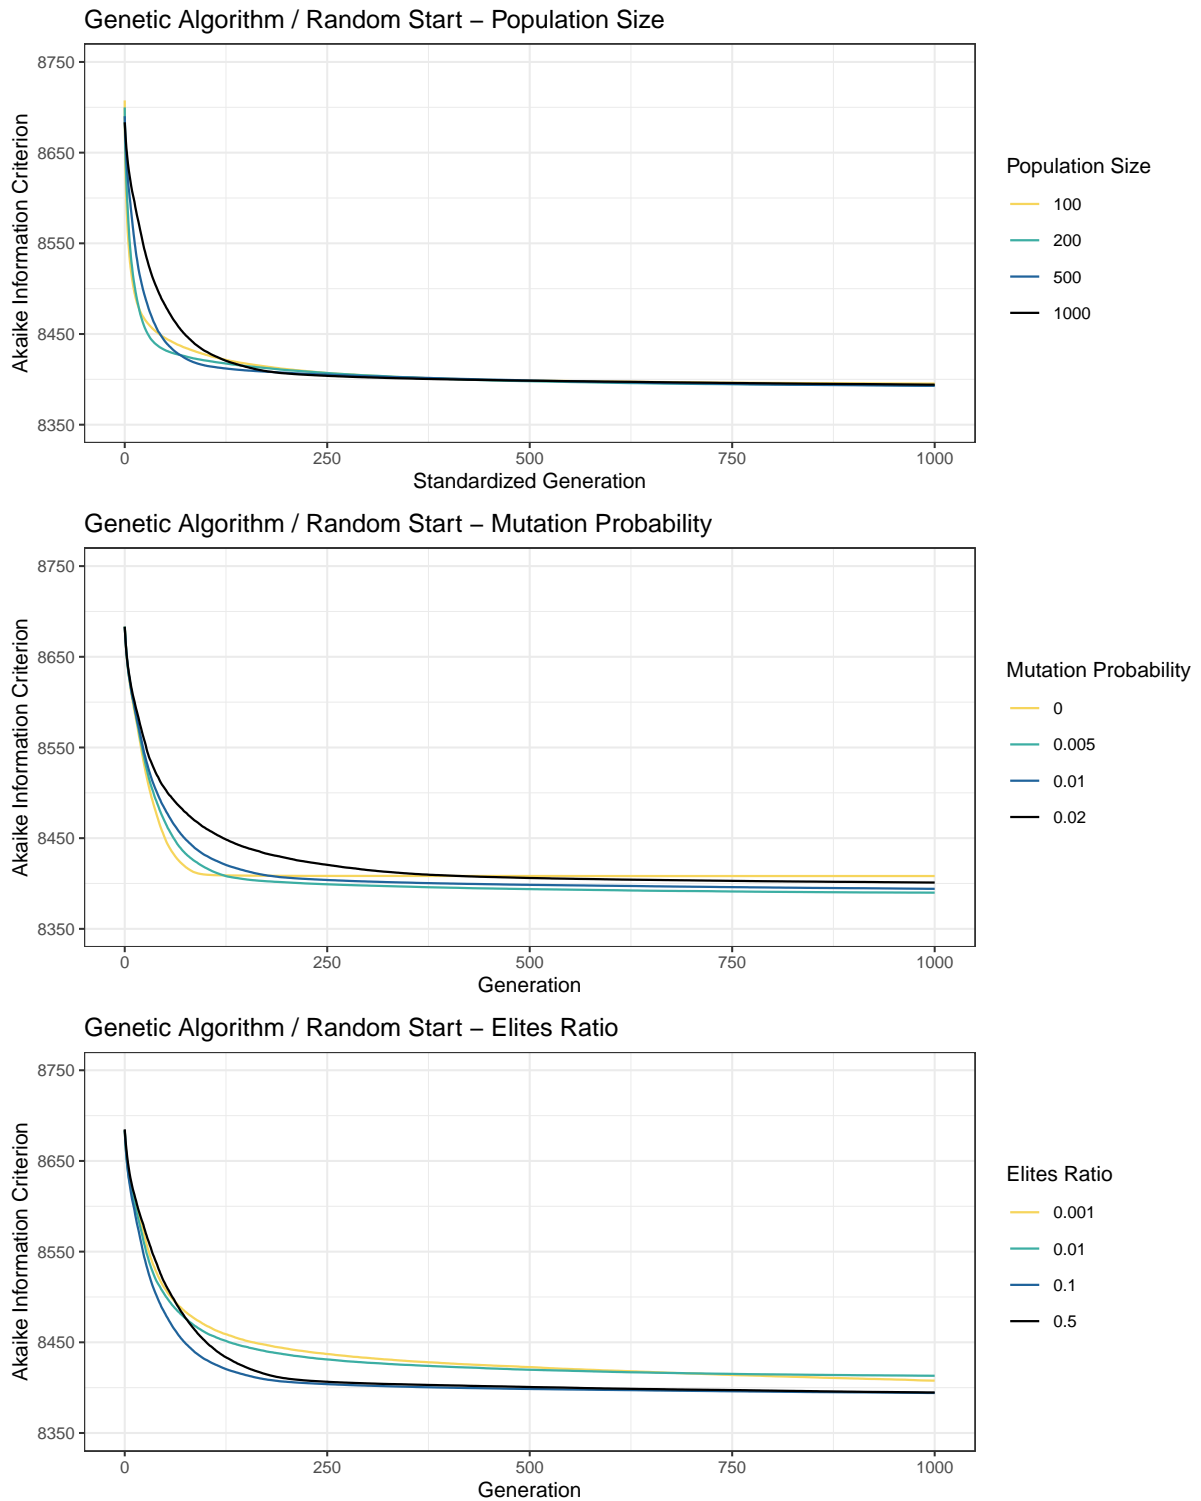 Genetic Algorithm / Random Start – Population Size
8750
8650
8550
8450
8350
Akaike Information Criterion
0 250 500 750 1000
Standardized Generation
Population Size
100
200
500
1000
Genetic Algorithm / Random Start – Mutation Probability
8750
8650
8550
8450
8350
Akaike Information Criterion
0 250 500 750 1000
Generation
Mutation Probability
0
0.005
0.01
0.02
Genetic Algorithm / Random Start – Elites Ratio
8750
8650
8550
8450
8350
Akaike Information Criterion
0 250 500 750 1000
Generation
Elites Ratio
0.001
0.01
0.1
0.5